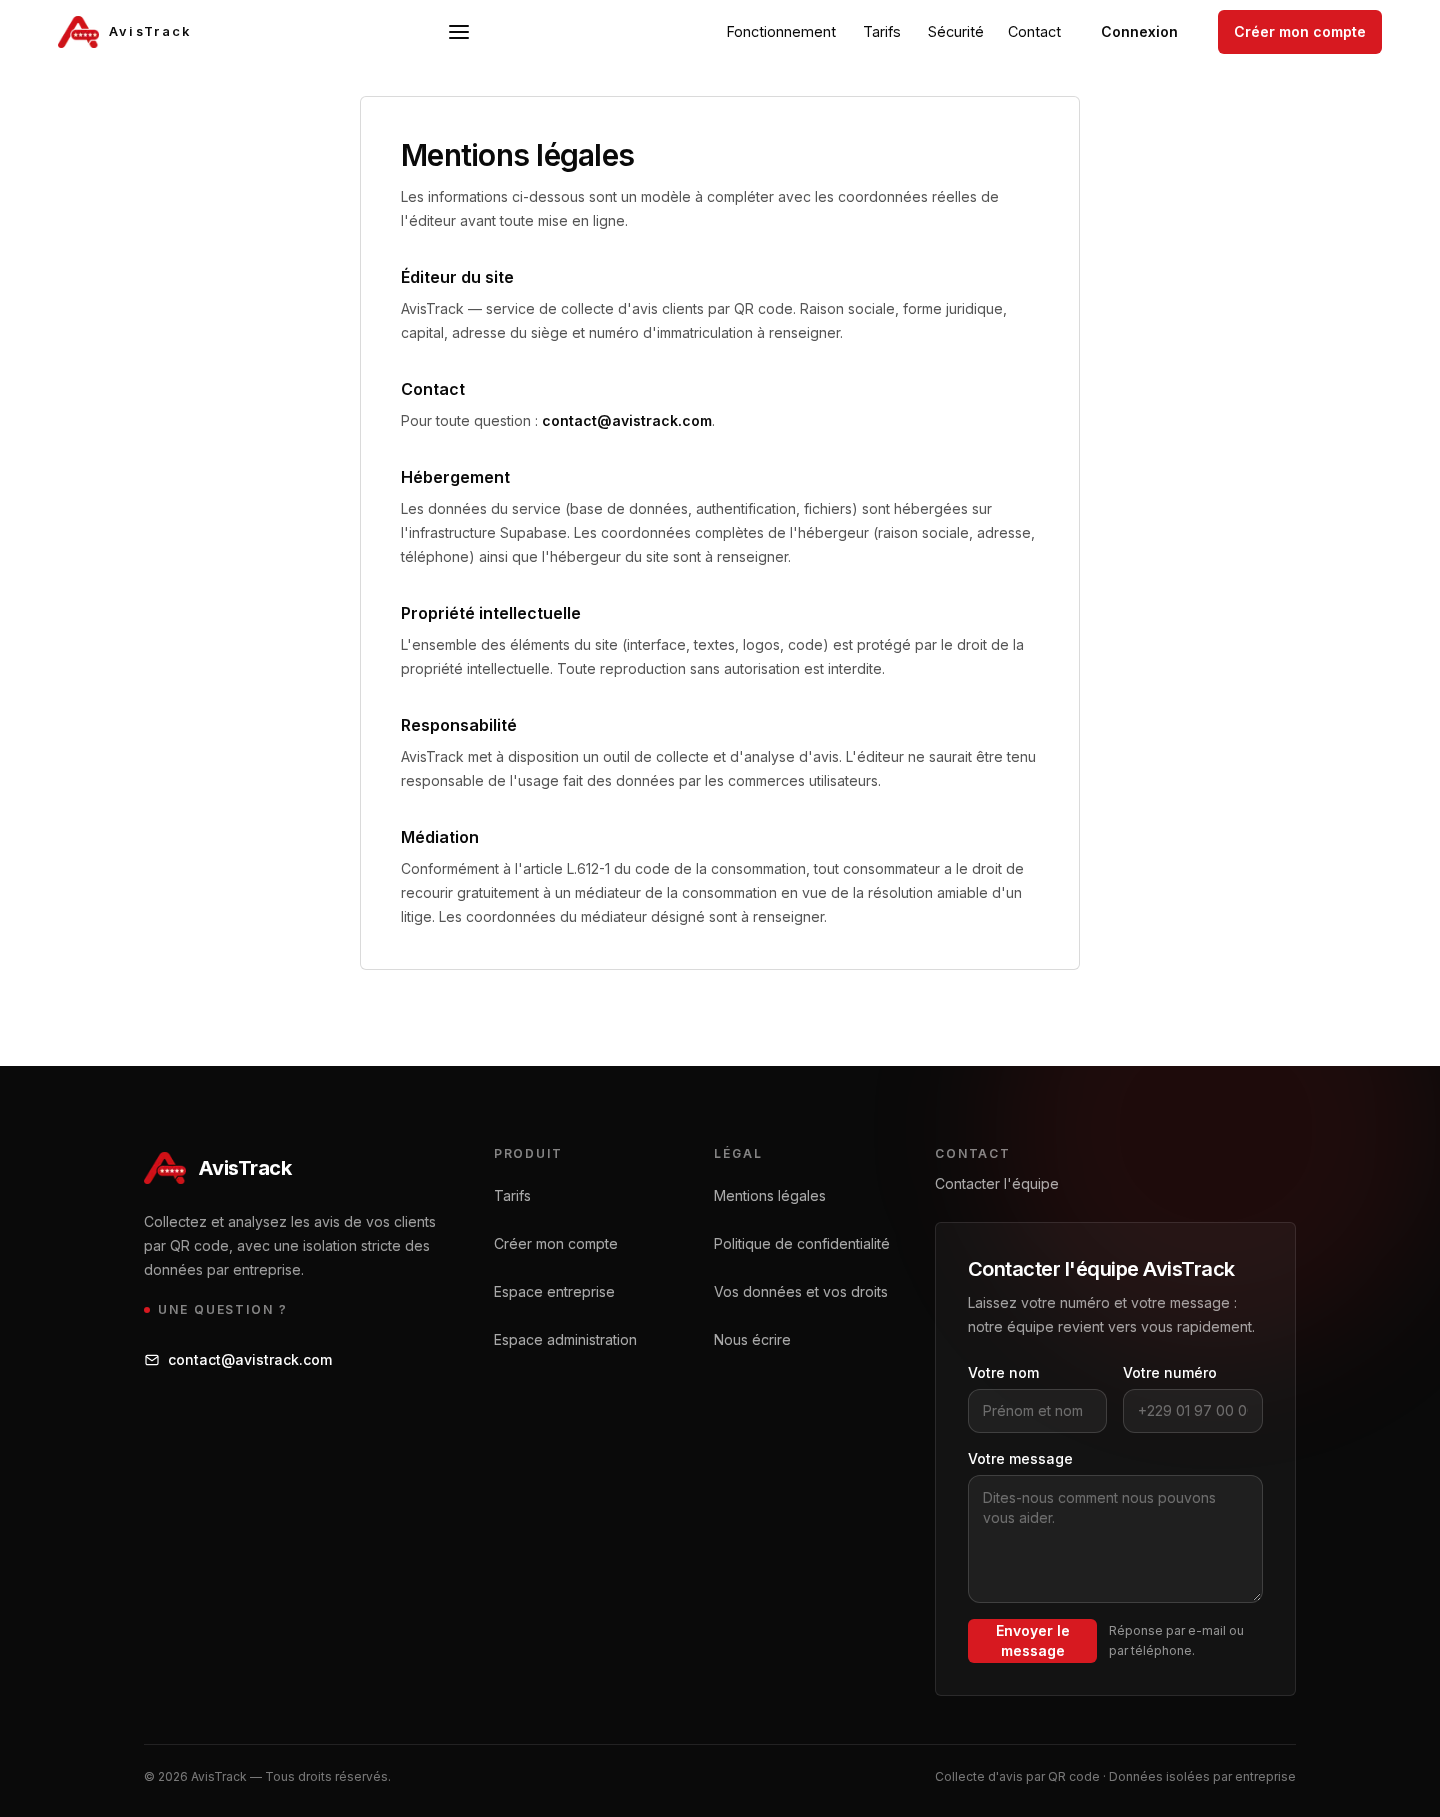 AvisTrack
Fonctionnement
Tarifs
Sécurité
Contact
Connexion
Créer mon compte
Mentions légales
Les informations ci-dessous sont un modèle à compléter avec les coordonnées réelles de
l'éditeur avant toute mise en ligne.
Éditeur du site
AvisTrack — service de collecte d'avis clients par QR code. Raison sociale, forme juridique,
capital, adresse du siège et numéro d'immatriculation à renseigner.
Contact
Pour toute question : contact@avistrack.com.
Hébergement
Les données du service (base de données, authentification, fichiers) sont hébergées sur
l'infrastructure Supabase. Les coordonnées complètes de l'hébergeur (raison sociale, adresse,
téléphone) ainsi que l'hébergeur du site sont à renseigner.
Propriété intellectuelle
L'ensemble des éléments du site (interface, textes, logos, code) est protégé par le droit de la
propriété intellectuelle. Toute reproduction sans autorisation est interdite.
Responsabilité
AvisTrack met à disposition un outil de collecte et d'analyse d'avis. L'éditeur ne saurait être tenu
responsable de l'usage fait des données par les commerces utilisateurs.
Médiation
Conformément à l'article L.612-1 du code de la consommation, tout consommateur a le droit de
recourir gratuitement à un médiateur de la consommation en vue de la résolution amiable d'un
litige. Les coordonnées du médiateur désigné sont à renseigner.
AvisTrack
Collectez et analysez les avis de vos clients
par QR code, avec une isolation stricte des
données par entreprise.
UNE QUESTION ?
contact@avistrack.com
PRODUIT
Tarifs
Créer mon compte
Espace entreprise
Espace administration
LÉGAL
Mentions légales
Politique de confidentialité
Vos données et vos droits
Nous écrire
CONTACT
Contacter l'équipe
Contacter l'équipe AvisTrack
Laissez votre numéro et votre message :
notre équipe revient vers vous rapidement.
Votre nom
Prénom et nom
Votre numéro
+229 01 97 00 0
Votre message
Dites-nous comment nous pouvons
vous aider.
Envoyer le
message
Réponse par e-mail ou
par téléphone.
© 2026 AvisTrack — Tous droits réservés.
Collecte d'avis par QR code · Données isolées par entreprise